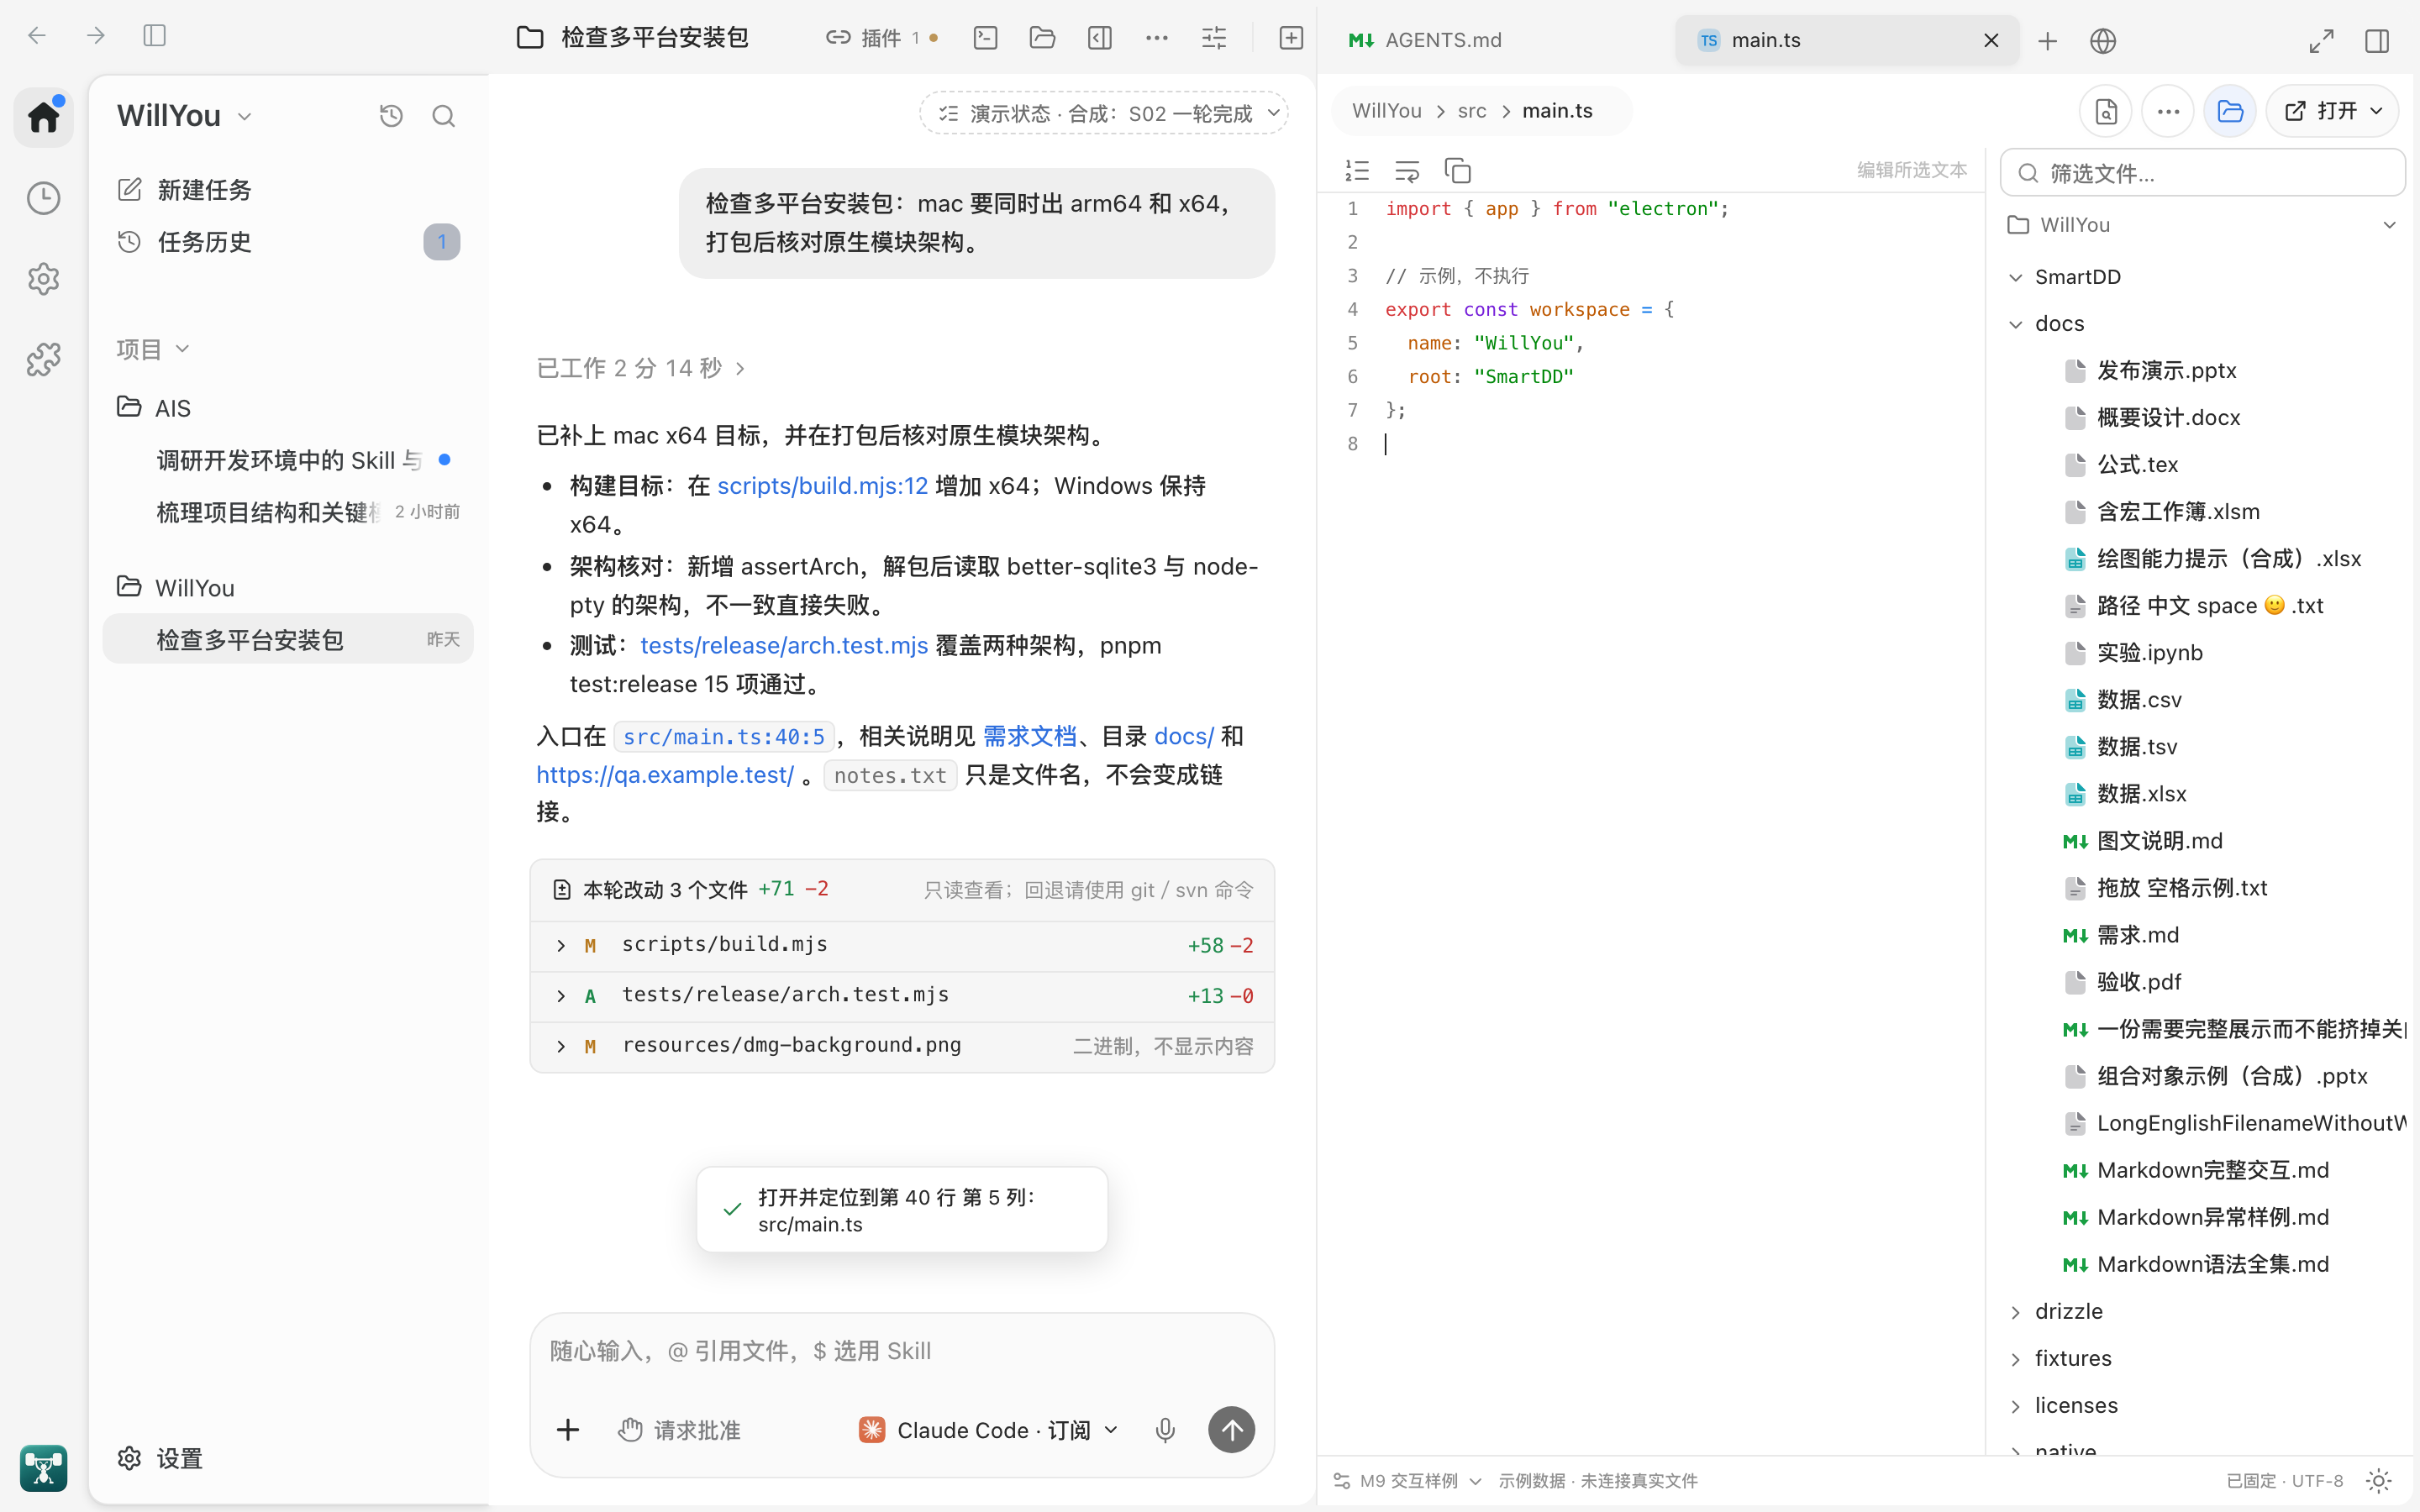 WillYou
新建任务
任务历史 1
项目
AIS
调研开发环境中的 Skill 与
梳理项目结构和关键 2 小时前
WillYou
检查多平台安装包 昨天
设置
检查多平台安装包 插件 1
演示状态 · 合成：S02 一轮完成
检查多平台安装包：mac 要同时出 arm64 和 x64，
打包后核对原生模块架构。
已工作 2 分 14 秒
已补上 mac x64 目标，并在打包后核对原生模块架构。
• 构建目标：在 scripts/build.mjs:12 增加 x64；Windows 保持
x64。
• 架构核对：新增 assertArch，解包后读取 better-sqlite3 与 node-
pty 的架构，不一致直接失败。
• 测试：tests/release/arch.test.mjs 覆盖两种架构，pnpm
test:release 15 项通过。
入口在 src/main.ts:40:5，相关说明见 需求文档、目录 docs/ 和
https://qa.example.test/ 。notes.txt 只是文件名，不会变成链
接。
本轮改动 3 个文件 +71 −2 只读查看；回退请使用 git / svn 命令
M scripts/build.mjs +58 −2
A tests/release/arch.test.mjs +13 −0
M resources/dmg-background.png 二进制，不显示内容
打开并定位到第 40 行 第 5 列：
src/main.ts
随心输入，@ 引用文件，$ 选用 Skill
请求批准 Claude Code · 订阅
AGENTS.md
TS main.ts
WillYou > src > main.ts
打开
编辑所选文本
1 import { app } from "electron";
2
3 // 示例，不执行
4 export const workspace = {
5 name: "WillYou",
6 root: "SmartDD"
7 };
8
筛选文件...
WillYou
SmartDD
docs
发布演示.pptx
概要设计.docx
公式.tex
含宏工作簿.xlsm
绘图能力提示（合成）.xlsx
路径 中文 space 🙂 .txt
实验.ipynb
数据.csv
数据.tsv
数据.xlsx
图文说明.md
拖放 空格示例.txt
需求.md
验收.pdf
一份需要完整展示而不能挤掉关
组合对象示例（合成）.pptx
LongEnglishFilenameWithoutW
Markdown完整交互.md
Markdown异常样例.md
Markdown语法全集.md
drizzle
fixtures
licenses
native
M9 交互样例 示例数据 · 未连接真实文件
已固定 · UTF-8